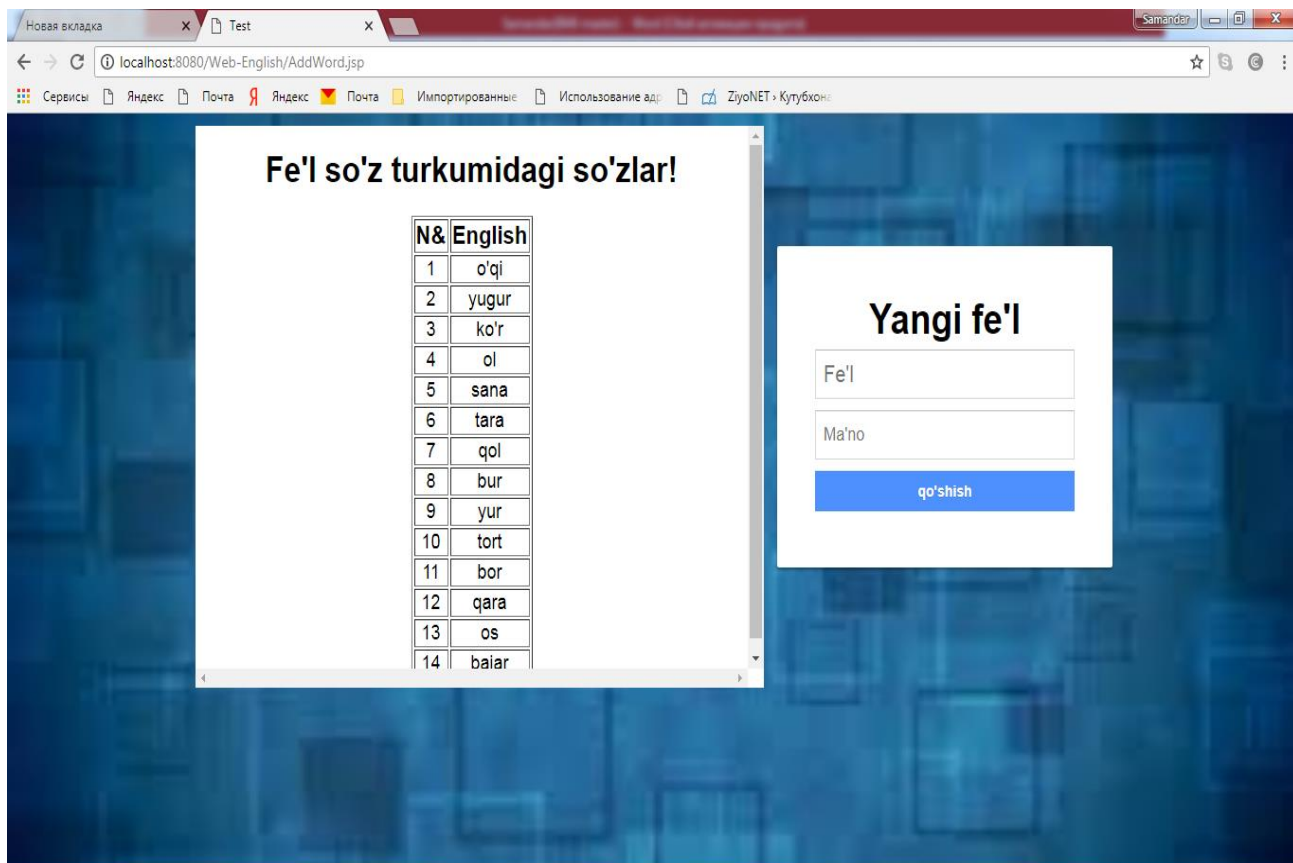 Новая вкладка
Test
Samandar
localhost:8080/Web-English/AddWord.jsp
Сервисы Яндекс Почта Яндекс Почта Импортированные Использование адр ZiyoNET › Кутубхона
Fe'l so'z turkumidagi so'zlar!
N& English
1 o'qi
2 yugur
3 ko'r
4 ol
5 sana
6 tara
7 qol
8 bur
9 yur
10 tort
11 bor
12 qara
13 os
14 bajar
Yangi fe'l
Fe'l
Ma'no
qo'shish